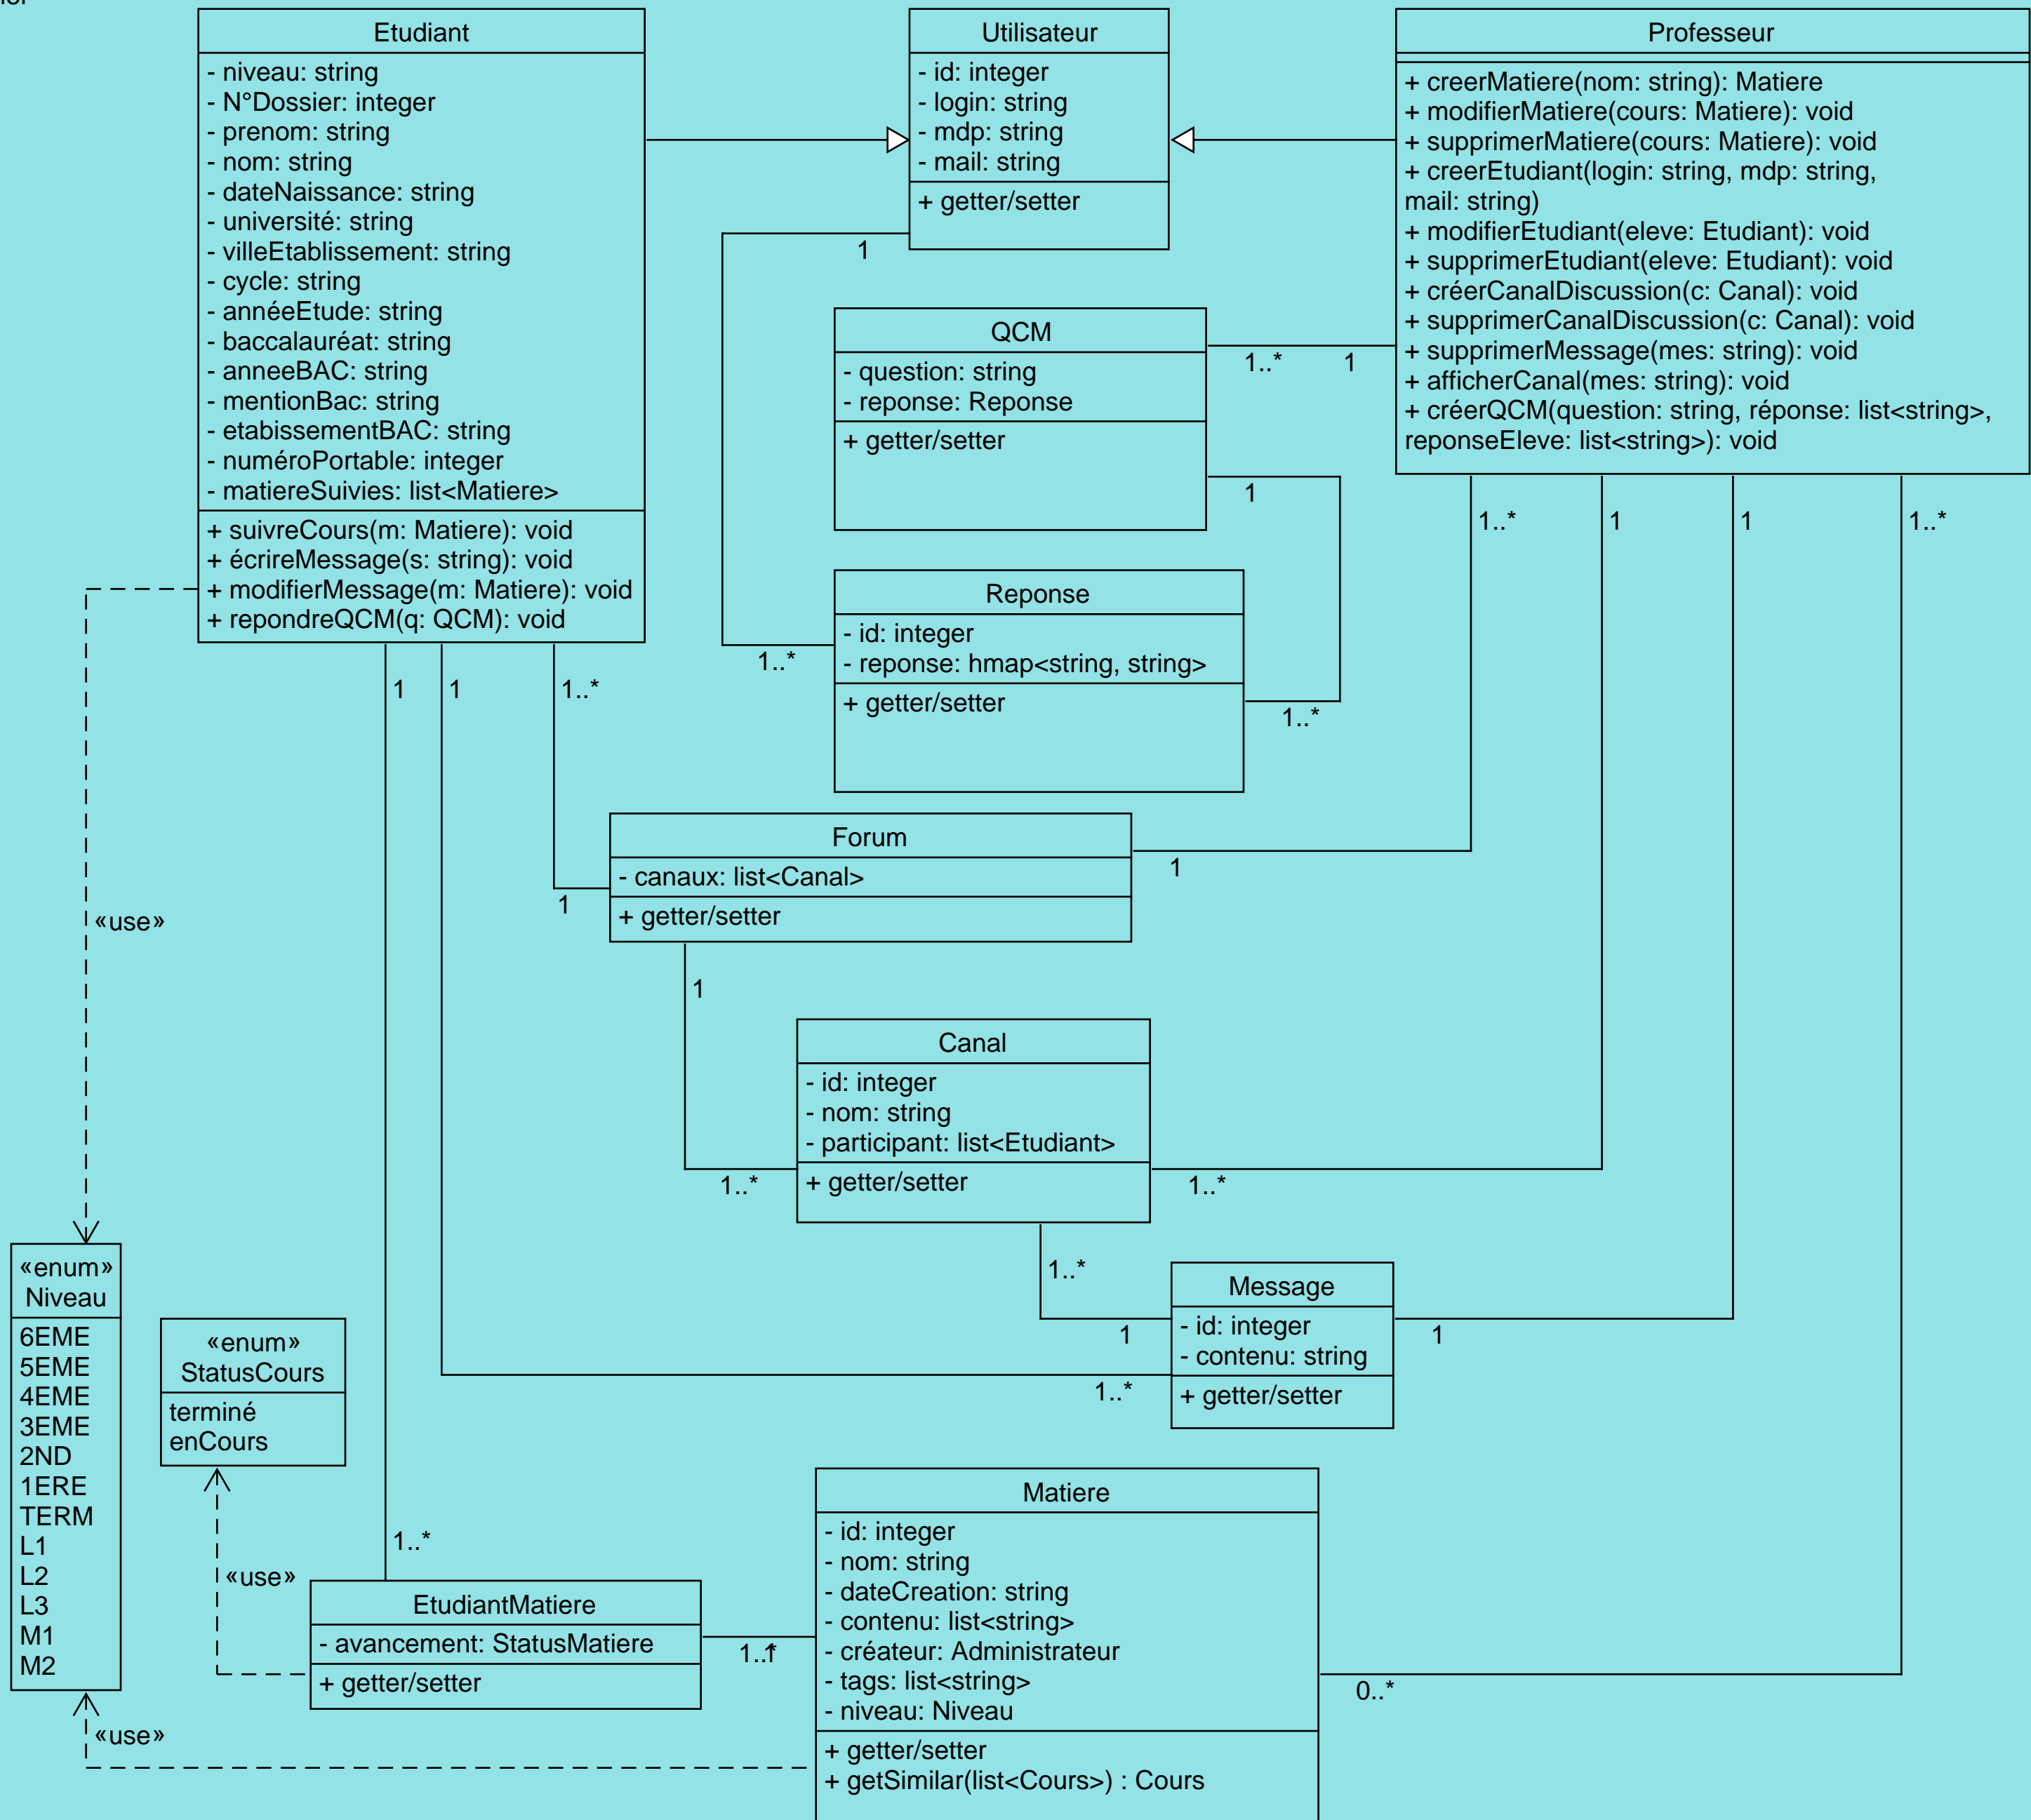 Etudiant
- niveau: string
- N°Dossier: integer
- prenom: string
- nom: string
- dateNaissance: string
- université: string
- villeEtablissement: string
- cycle: string
- annéeEtude: string
- baccalauréat: string
- anneeBAC: string
- mentionBac: string
- etabissementBAC: string
- numéroPortable: integer
- matiereSuivies: list<Matiere>
+ suivreCours(m: Matiere): void
+ écrireMessage(s: string): void
+ modifierMessage(m: Matiere): void
+ repondreQCM(q: QCM): void
Utilisateur
- id: integer
- login: string
- mdp: string
- mail: string
+ getter/setter
1
Professeur
+ creerMatiere(nom: string): Matiere
+ modifierMatiere(cours: Matiere): void
+ supprimerMatiere(cours: Matiere): void
+ creerEtudiant(login: string, mdp: string,
mail: string)
+ modifierEtudiant(eleve: Etudiant): void
+ supprimerEtudiant(eleve: Etudiant): void
+ créerCanalDiscussion(c: Canal): void
+ supprimerCanalDiscussion(c: Canal): void
+ supprimerMessage(mes: string): void
+ afficherCanal(mes: string): void
+ créerQCM(question: string, réponse: list<string>,
reponseEleve: list<string>): void
QCM
- question: string
- reponse: Reponse
+ getter/setter
1..* 1
1
1..* 1 1 1..*
Reponse
- id: integer
- reponse: hmap<string, string>
+ getter/setter
1..*
1..*
1 1 1..*
Forum
- canaux: list<Canal>
+ getter/setter
1
1
«use»
1
Canal
- id: integer
- nom: string
- participant: list<Etudiant>
+ getter/setter
1..* 1..*
1..*
Message
- id: integer
- contenu: string
+ getter/setter
1 1
1..*
«enum»
Niveau
6EME
5EME
4EME
3EME
2ND
1ERE
TERM
L1
L2
L3
M1
M2
«enum»
StatusCours
terminé
enCours
1..*
«use»
EtudiantMatiere
- avancement: StatusMatiere
+ getter/setter
Matiere
- id: integer
- nom: string
- dateCreation: string
- contenu: list<string>
- créateur: Administrateur
- tags: list<string>
- niveau: Niveau
+ getter/setter
+ getSimilar(list<Cours>) : Cours
0..*
«use»